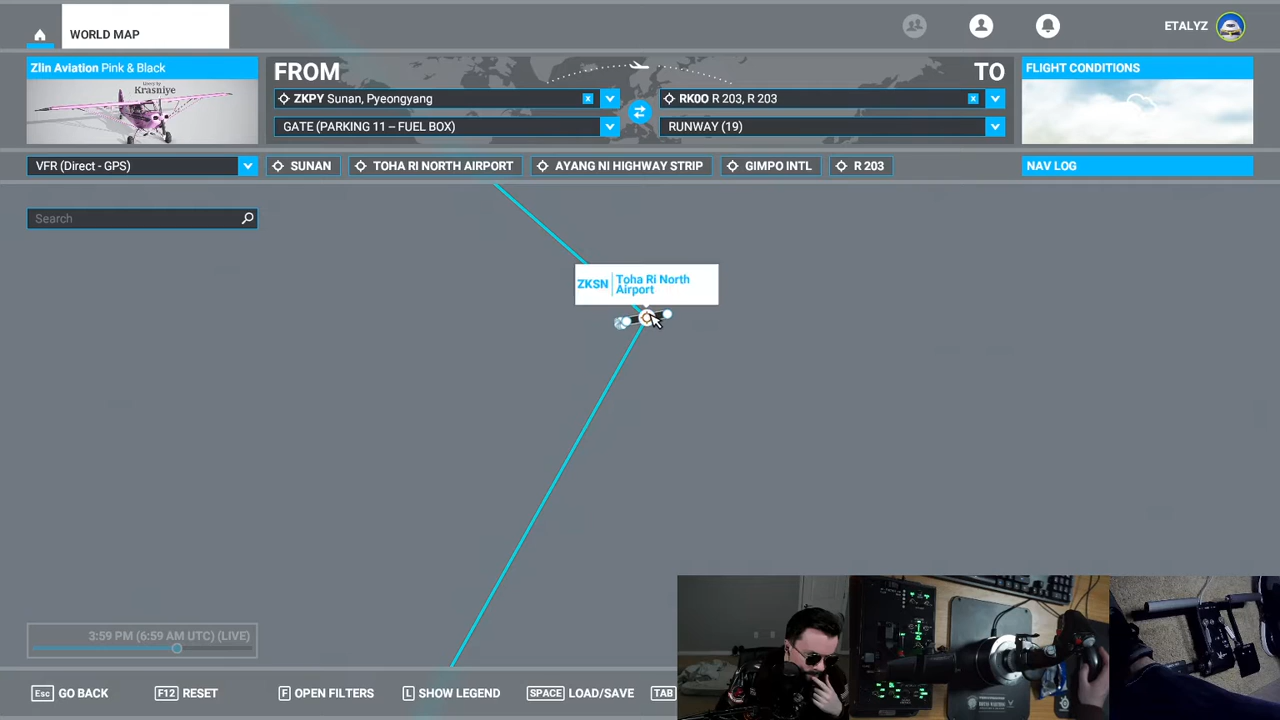 WORLD MAP
ETALYZ
Zlin Aviation Pink & Black
Livery by
Krasniye
FROM
TO
ZKPY Sunan, Pyeongyang
x
RK0O R 203, R 203
x
GATE (PARKING 11 – FUEL BOX)
RUNWAY (19)
FLIGHT CONDITIONS
VFR (Direct - GPS)
SUNAN
TOHA RI NORTH AIRPORT
AYANG NI HIGHWAY STRIP
GIMPO INTL
R 203
NAV LOG
Search
ZKSN
Toha Ri North
Airport
3:59 PM (6:59 AM UTC) (LIVE)
Esc GO BACK
F12 RESET
F OPEN FILTERS
L SHOW LEGEND
SPACE LOAD/SAVE
TAB